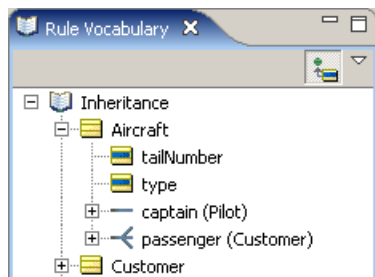 Rule Vocabulary
Inheritance
Aircraft
tailNumber
type
captain (Pilot)
passenger (Customer)
Customer